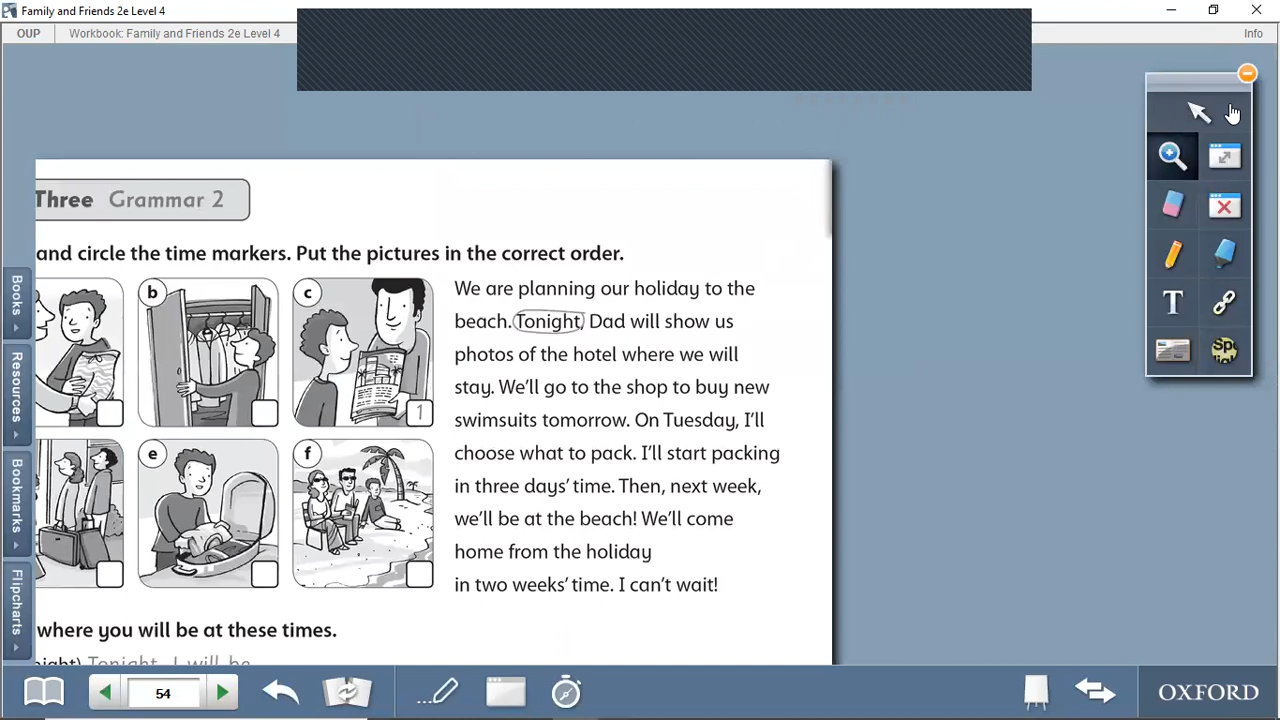 Family and Friends 2e Level 4
OUP
Workbook: Family and Friends 2e Level 4
Info
Three Grammar 2
and circle the time markers. Put the pictures in the correct order.
b
c
1
e
f
We are planning our holiday to the
beach. Tonight, Dad will show us
photos of the hotel where we will
stay. We'll go to the shop to buy new
swimsuits tomorrow. On Tuesday, I'll
choose what to pack. I'll start packing
in three days' time. Then, next week,
we'll be at the beach! We'll come
home from the holiday
in two weeks' time. I can't wait!
where you will be at these times.
Tonight, I will be
Books
Resources
Bookmarks
Flipcharts
T
Spo
54
OXFORD